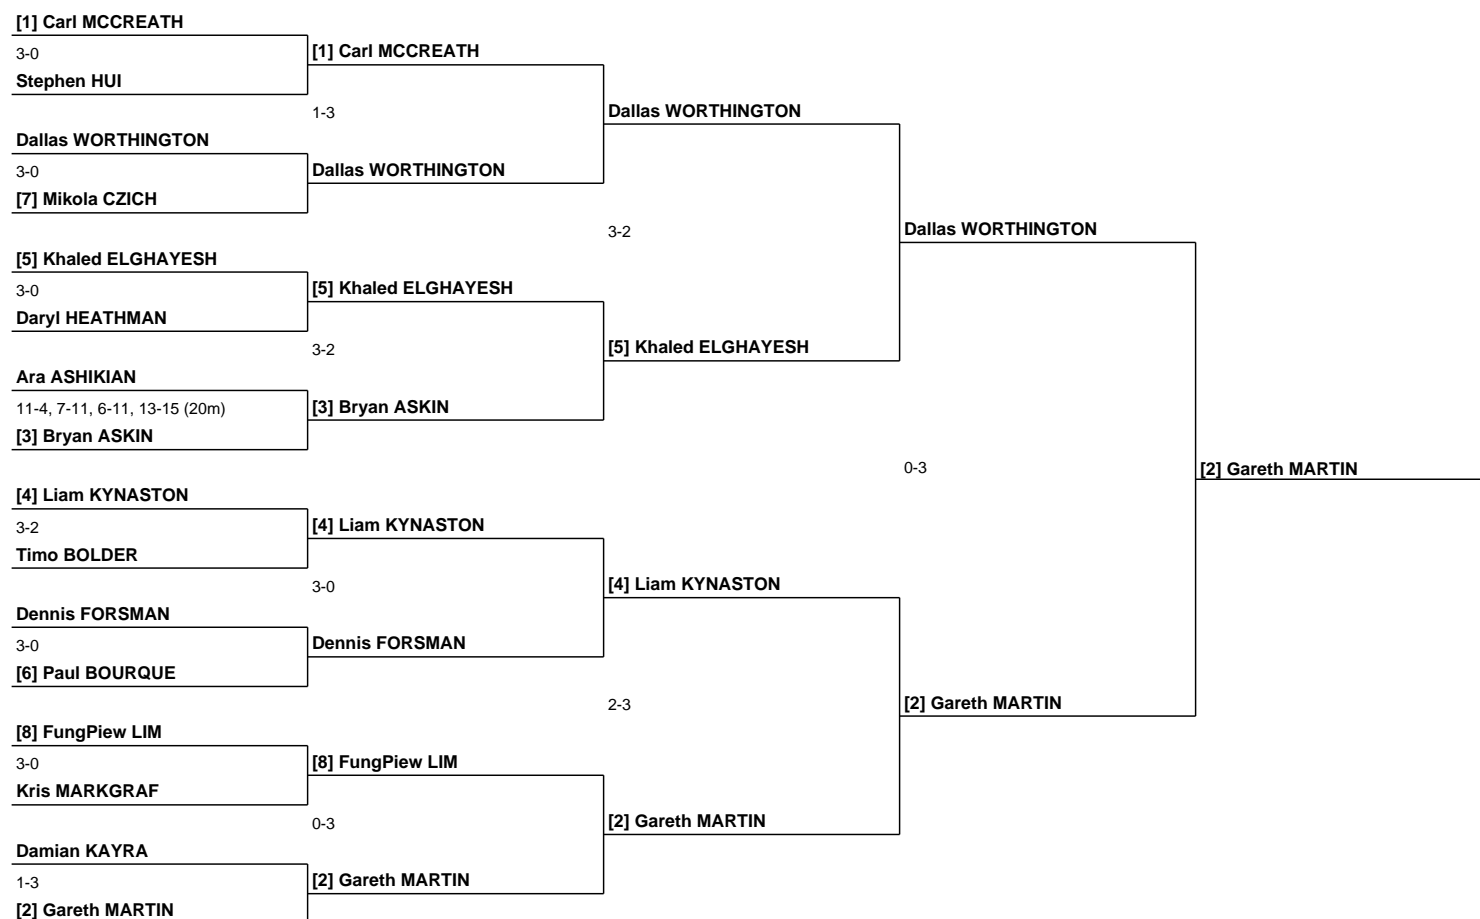 [1] Carl MCCREATH
3-0
[1] Carl MCCREATH
Stephen HUI
1-3
Dallas WORTHINGTON
Dallas WORTHINGTON
3-0
Dallas WORTHINGTON
[7] Mikola CZICH
3-2
Dallas WORTHINGTON
[5] Khaled ELGHAYESH
3-0
[5] Khaled ELGHAYESH
Daryl HEATHMAN
3-2
[5] Khaled ELGHAYESH
Ara ASHIKIAN
11-4, 7-11, 6-11, 13-15 (20m)
[3] Bryan ASKIN
[3] Bryan ASKIN
0-3
[2] Gareth MARTIN
[4] Liam KYNASTON
3-2
[4] Liam KYNASTON
Timo BOLDER
3-0
[4] Liam KYNASTON
Dennis FORSMAN
3-0
Dennis FORSMAN
[6] Paul BOURQUE
2-3
[2] Gareth MARTIN
[8] FungPiew LIM
3-0
[8] FungPiew LIM
Kris MARKGRAF
0-3
[2] Gareth MARTIN
Damian KAYRA
1-3
[2] Gareth MARTIN
[2] Gareth MARTIN